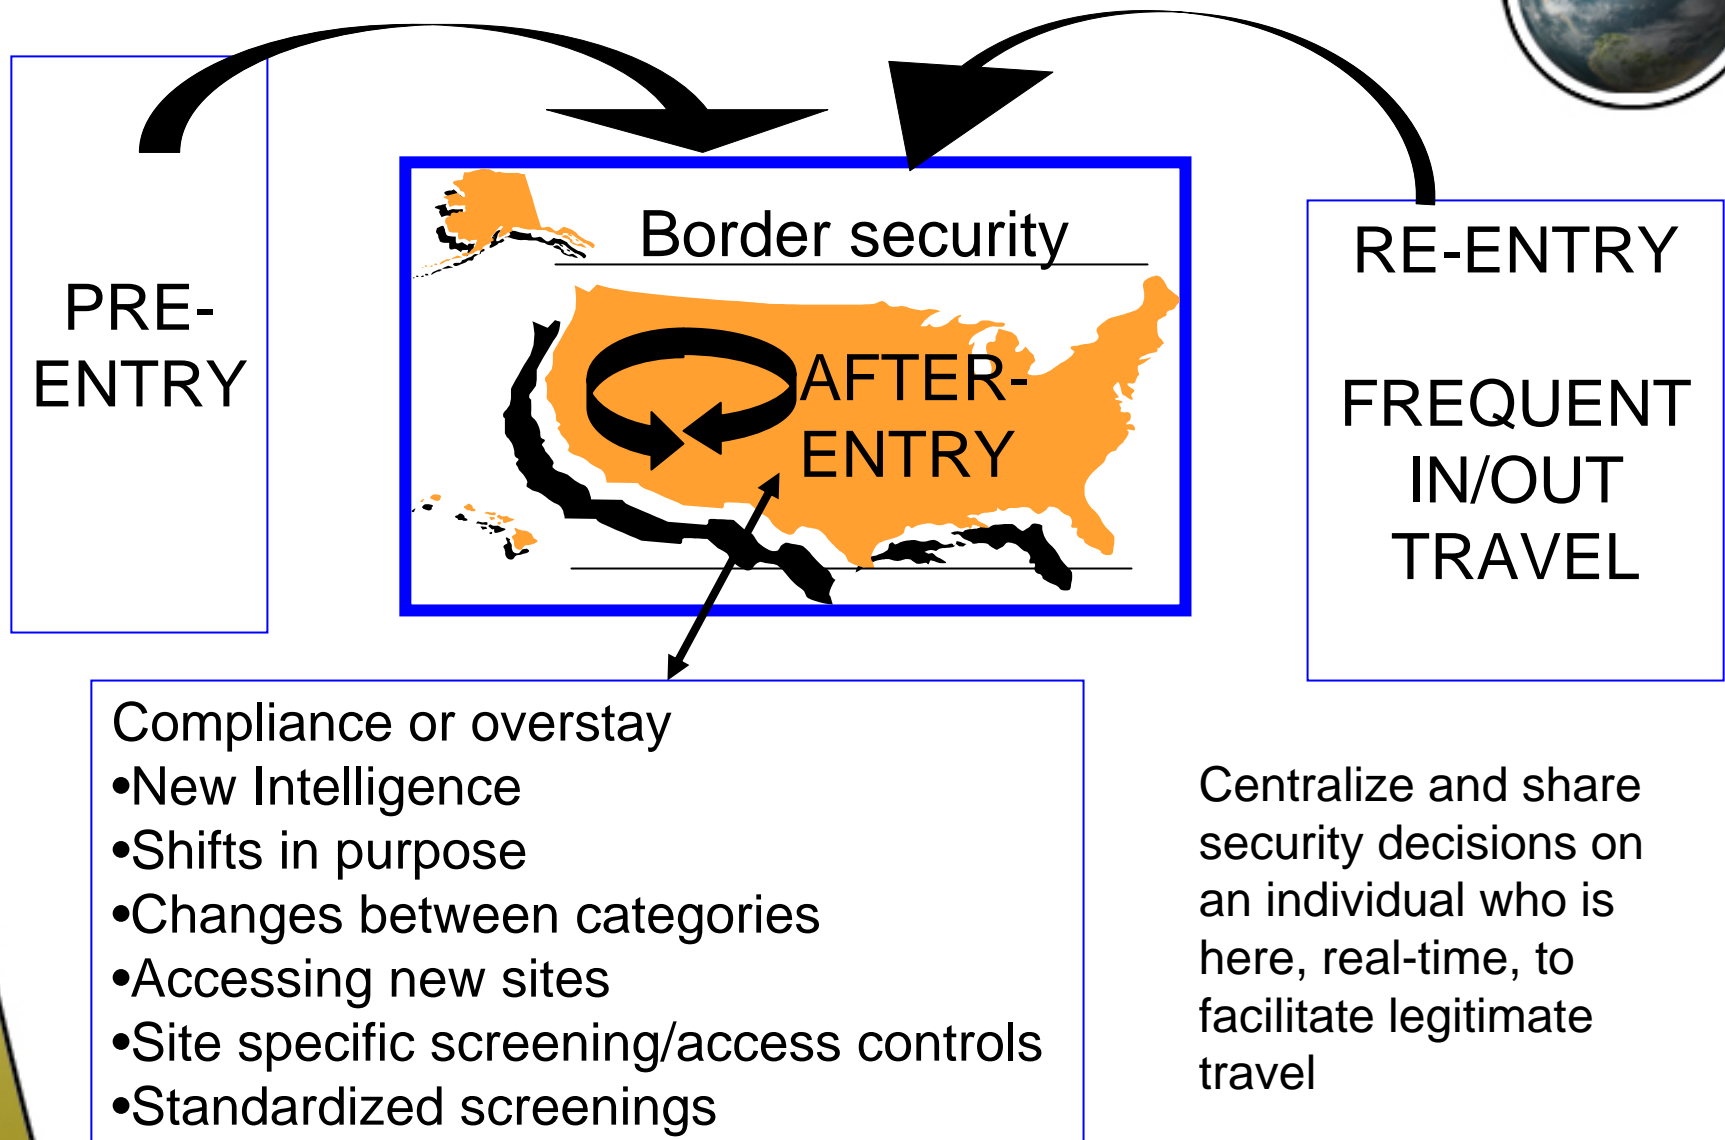 PRE-
ENTRY
Border security
AFTER-
ENTRY
RE-ENTRY
FREQUENT
IN/OUT
TRAVEL
Compliance or overstay
•New Intelligence
•Shifts in purpose
•Changes between categories
•Accessing new sites
•Site specific screening/access controls
•Standardized screenings
Centralize and share
security decisions on
an individual who is
here, real-time, to
facilitate legitimate
travel